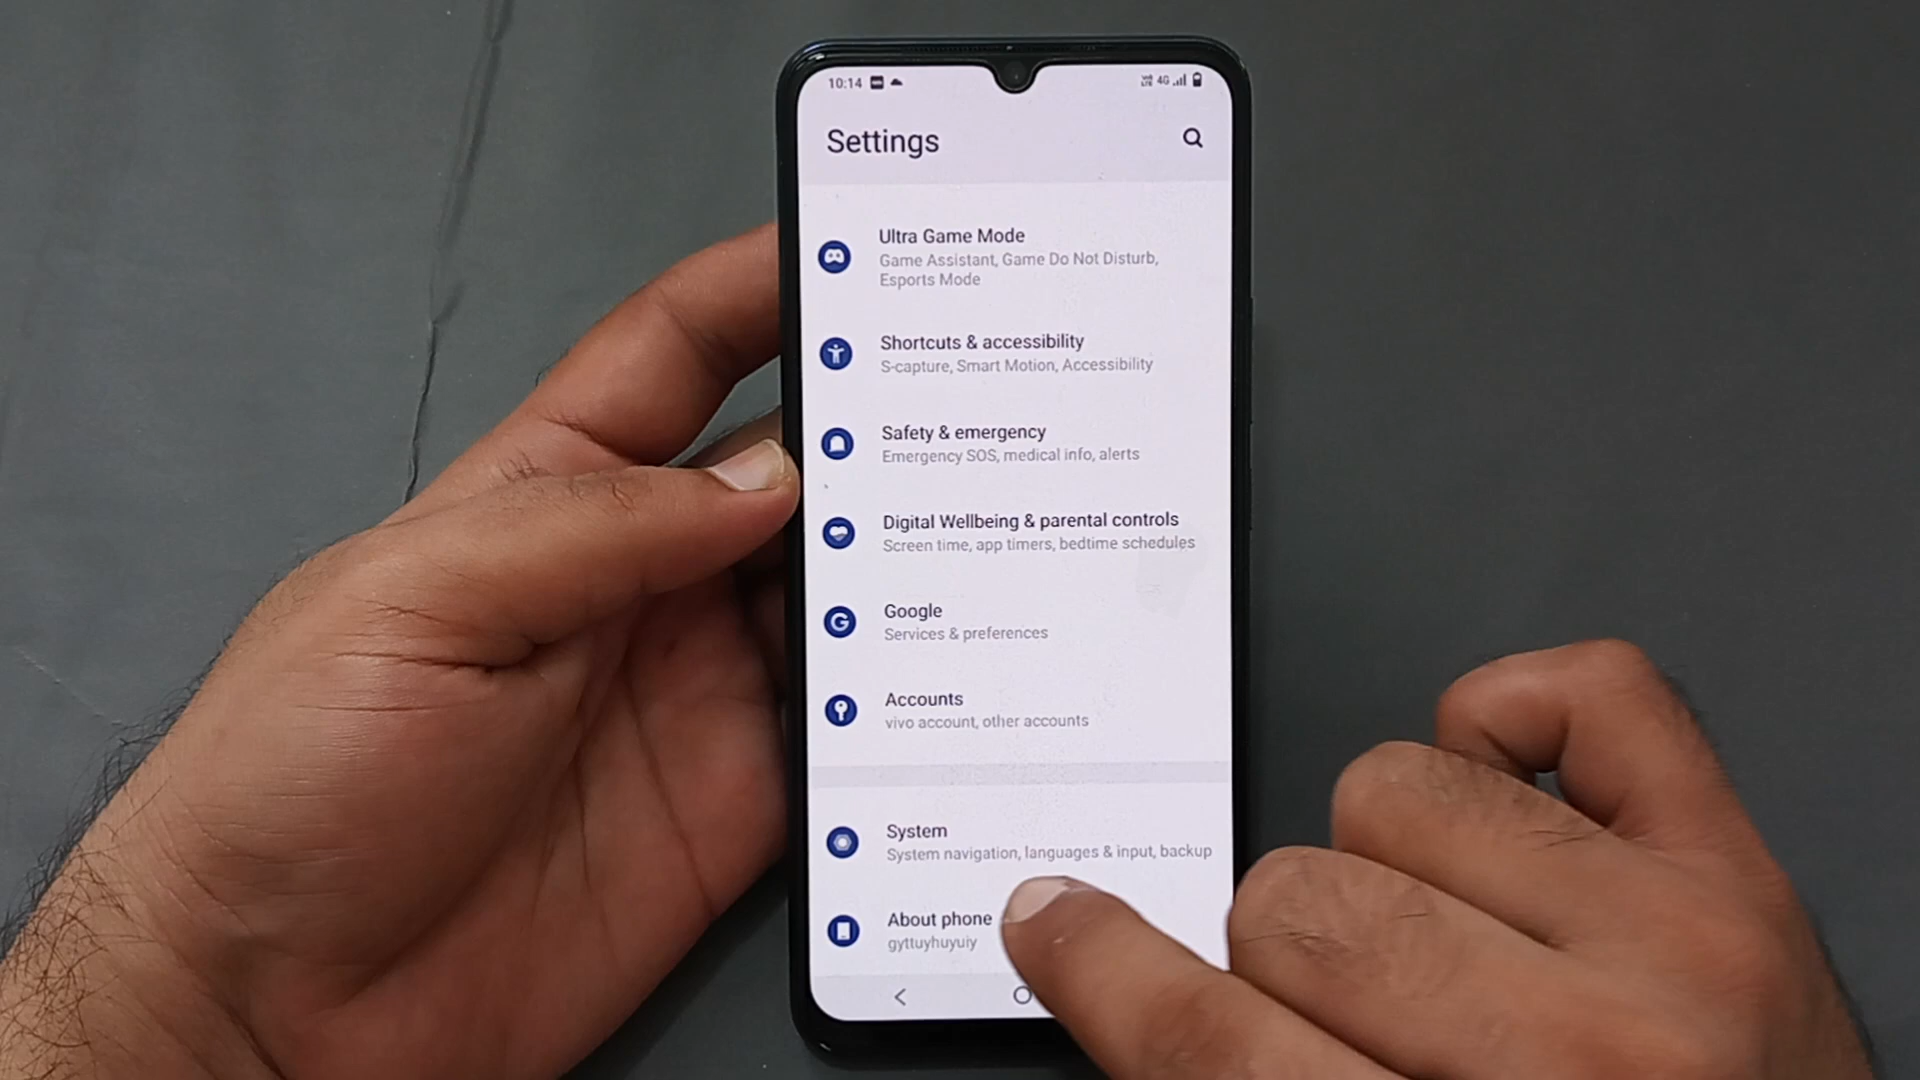 10:14
4G
Settings
Ultra Game Mode
Game Assistant, Game Do Not Disturb,
Esports Mode
Shortcuts & accessibility
S-capture, Smart Motion, Accessibility
Safety & emergency
Emergency SOS, medical info, alerts
Digital Wellbeing & parental controls
Screen time, app timers, bedtime schedules
G
Google
Services & preferences
Accounts
vivo account, other accounts
System
System navigation, languages & input, backup
About phone
gyttuyhuyuiy